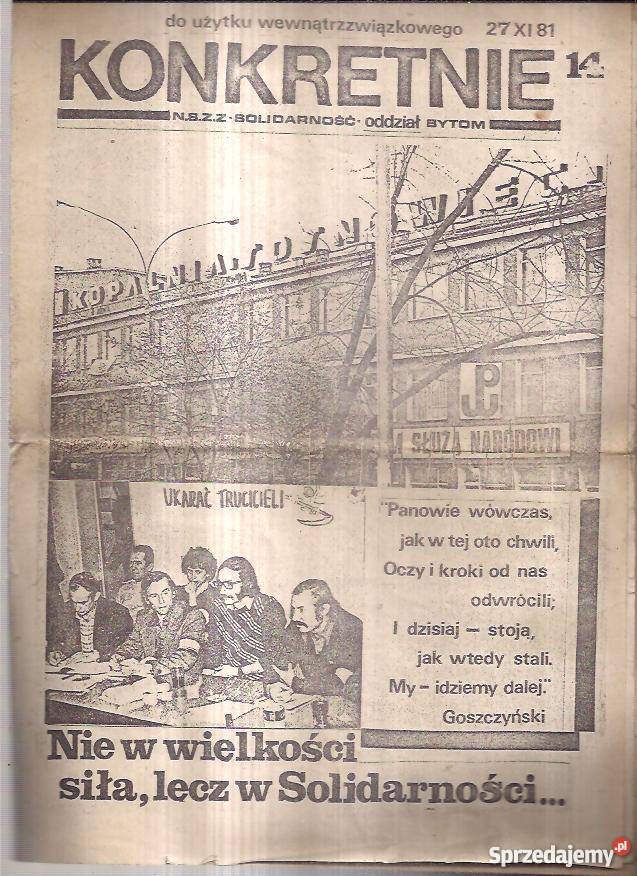 do użytku wewnątrzzwiązkowego 27 XI 81
KONKRETNIE 14
N.S.Z.Z · SOLIDARNOŚĆ · oddział BYTOM
KOPALNIA SOSNOWIEC
SŁUŻĄ NARODOWI
UKARAĆ TRUCICIELI
"Panowie wówczas,
jak w tej oto chwili,
Oczy i kroki od nas
odwrócili;
I dzisiaj – stoją,
jak wtedy stali.
My – idziemy dalej."
Goszczyński
Nie w wielkości
siła, lecz w Solidarności...
Sprzedajemy.pl